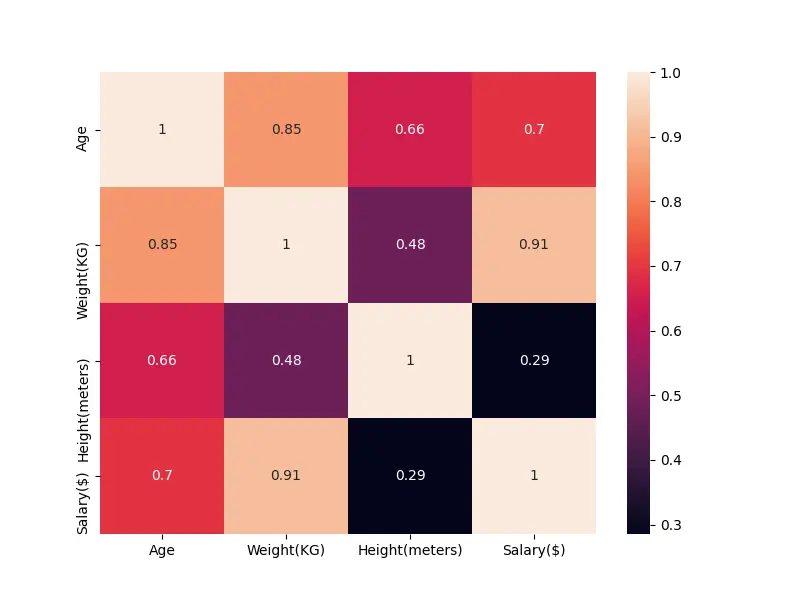 Age 1 0.85 0.66 0.7
Weight(KG) 0.85 1 0.48 0.91
Height(meters) 0.66 0.48 1 0.29
Salary($) 0.7 0.91 0.29 1
Age Weight(KG) Height(meters) Salary($)
1.0
0.9
0.8
0.7
0.6
0.5
0.4
0.3